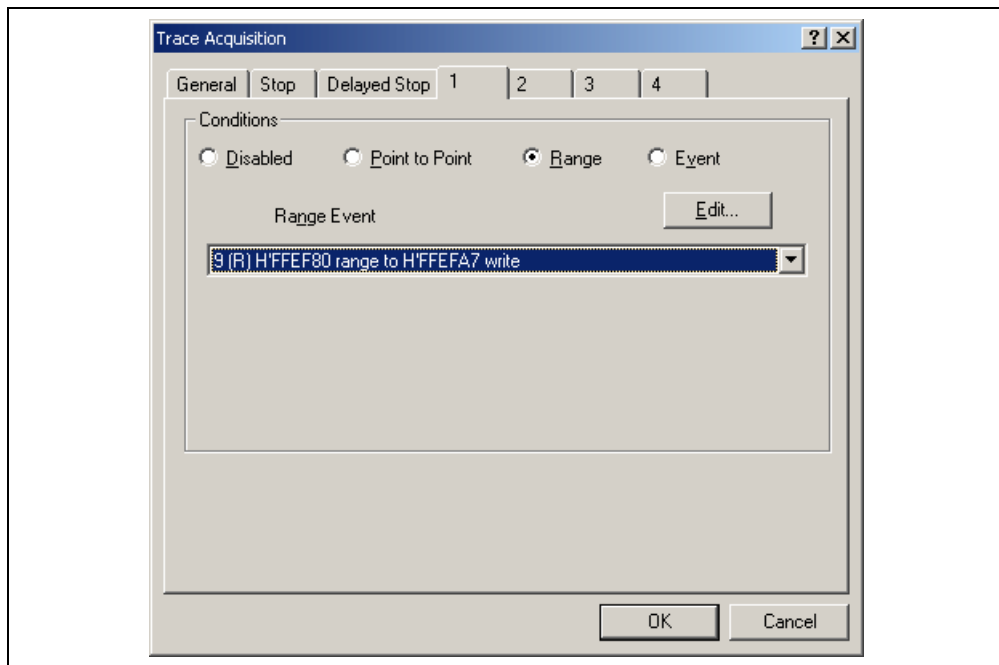 Trace Acquisition
General Stop Delayed Stop 1 2 3 4
Conditions
Disabled Point to Point Range Event
Range Event Edit...
9 (R) H'FFEF80 range to H'FFEFA7 write
OK Cancel